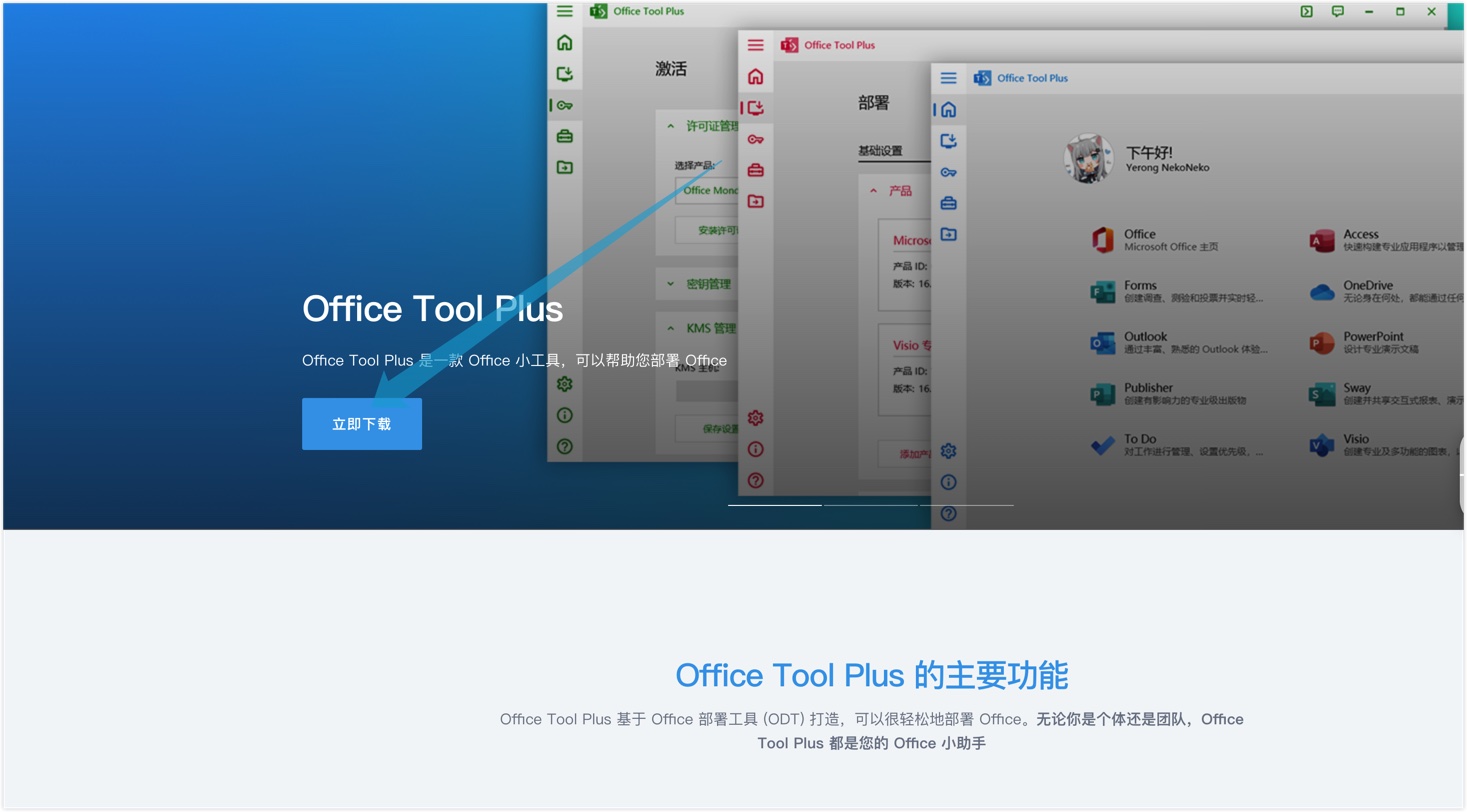 Office Tool Plus
激活
许可证管理
选择产品:
Office Mond
安装许可
密钥管理
KMS 管理
KMS 主机
保存设置
Office Tool Plus
部署
基础设置
产品
Microso
产品 ID:
版本: 16.
Visio 专
产品 ID:
版本: 16.
添加产
Office Tool Plus
下午好!
Yerong NekoNeko
Office
Microsoft Office 主页
Access
快速构建专业应用程序以管理
Forms
创建调查、测验和投票并实时轻...
OneDrive
无论身在何处，都能通过任何
Outlook
通过丰富、熟悉的 Outlook 体验...
PowerPoint
设计专业演示文稿
Publisher
创建有影响力的专业级出版物
Sway
创建并共享交互式报表、演示
To Do
对工作进行管理、设置优先级，...
Visio
创建专业及多功能的图表，
Office Tool Plus
Office Tool Plus 是一款 Office 小工具，可以帮助您部署 Office
立即下载
Office Tool Plus 的主要功能
Office Tool Plus 基于 Office 部署工具 (ODT) 打造，可以很轻松地部署 Office。无论你是个体还是团队，Office
Tool Plus 都是您的 Office 小助手